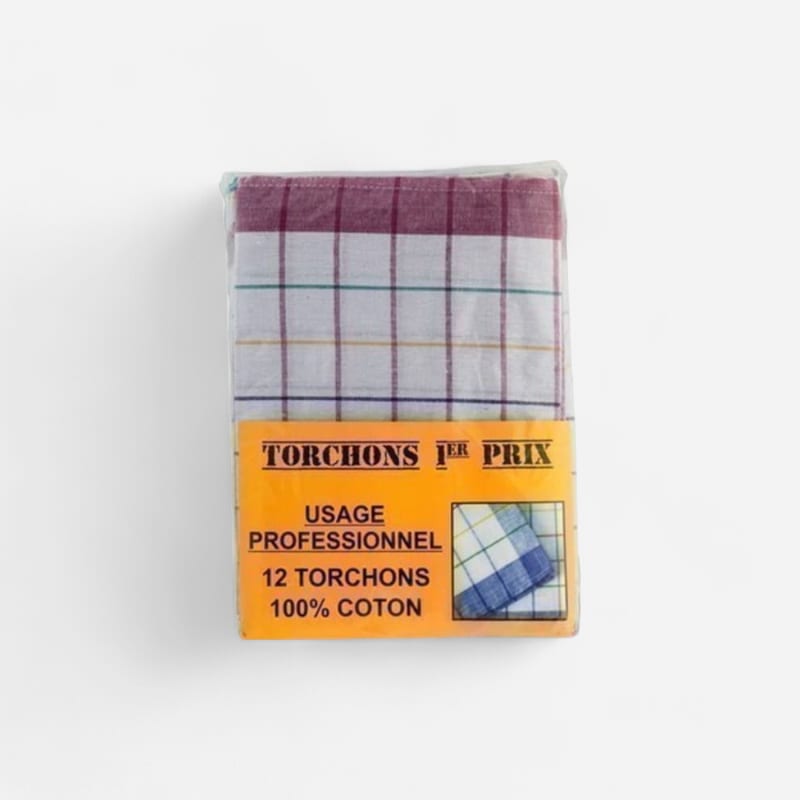 TORCHONS 1ER PRIX
USAGE
PROFESSIONNEL
12 TORCHONS
100% COTON